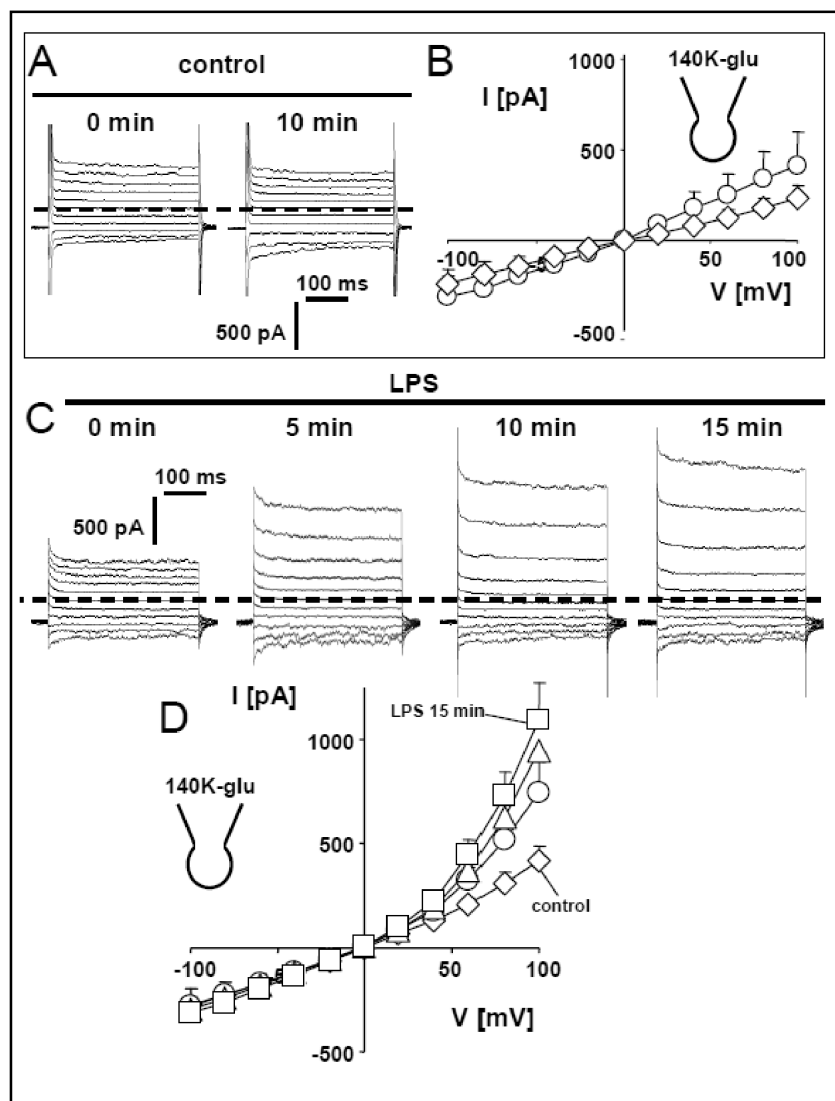 A
control
0 min
10 min
100 ms
500 pA
B
I [pA]
1000
500
140K-glu
-100
50
100
V [mV]
-500
LPS
C
0 min
5 min
10 min
15 min
100 ms
500 pA
D
I [pA]
LPS 15 min
1000
140K-glu
500
control
-100
50
100
V [mV]
-500